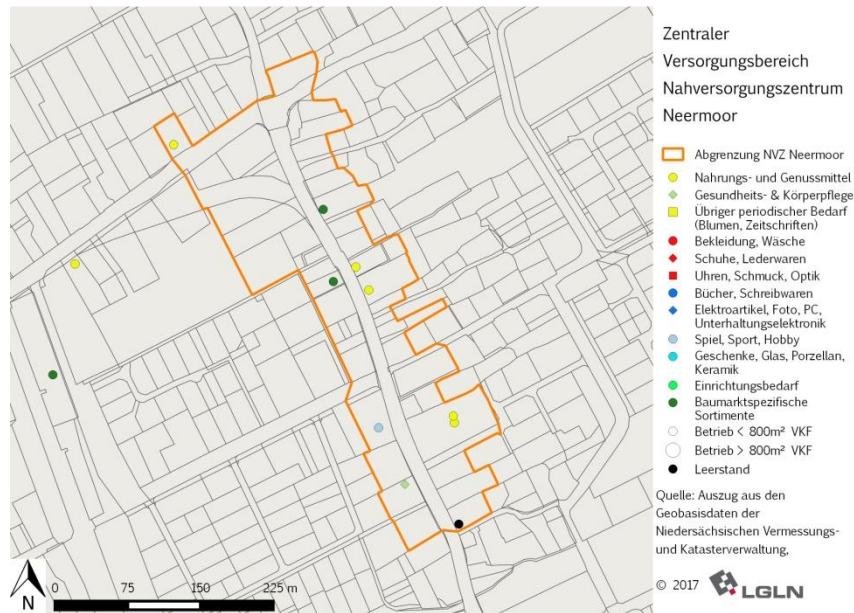 Zentraler
Versorgungsbereich
Nahversorgungszentrum
Neermoor
Abgrenzung NVZ Neermoor
Nahrungs- und Genussmittel
Gesundheits- & Körperpflege
Übriger periodischer Bedarf
(Blumen, Zeitschriften)
Bekleidung, Wäsche
Schuhe, Lederwaren
Uhren, Schmuck, Optik
Bücher, Schreibwaren
Elektroartikel, Foto, PC,
Unterhaltungselektronik
Spiel, Sport, Hobby
Geschenke, Glas, Porzellan,
Keramik
Einrichtungsbedarf
Baumarktspezifische
Sortimente
Betrieb < 800m² VKF
Betrieb > 800m² VKF
Leerstand
Quelle: Auszug aus den
Geobasisdaten der
Niedersächsischen Vermessungs-
und Katasterverwaltung,
© 2017 LGLN
N
0 75 150 225 m